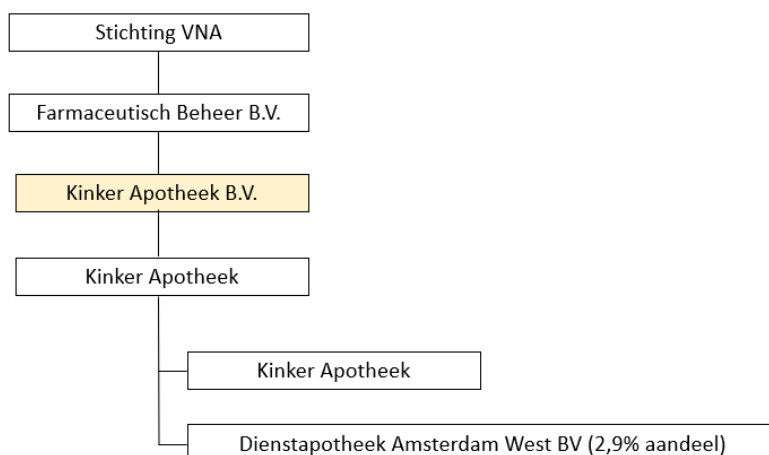 Stichting VNA
Farmaceutisch Beheer B.V.
Kinker Apotheek B.V.
Kinker Apotheek
Kinker Apotheek
Dienstapotheek Amsterdam West BV (2,9% aandeel)